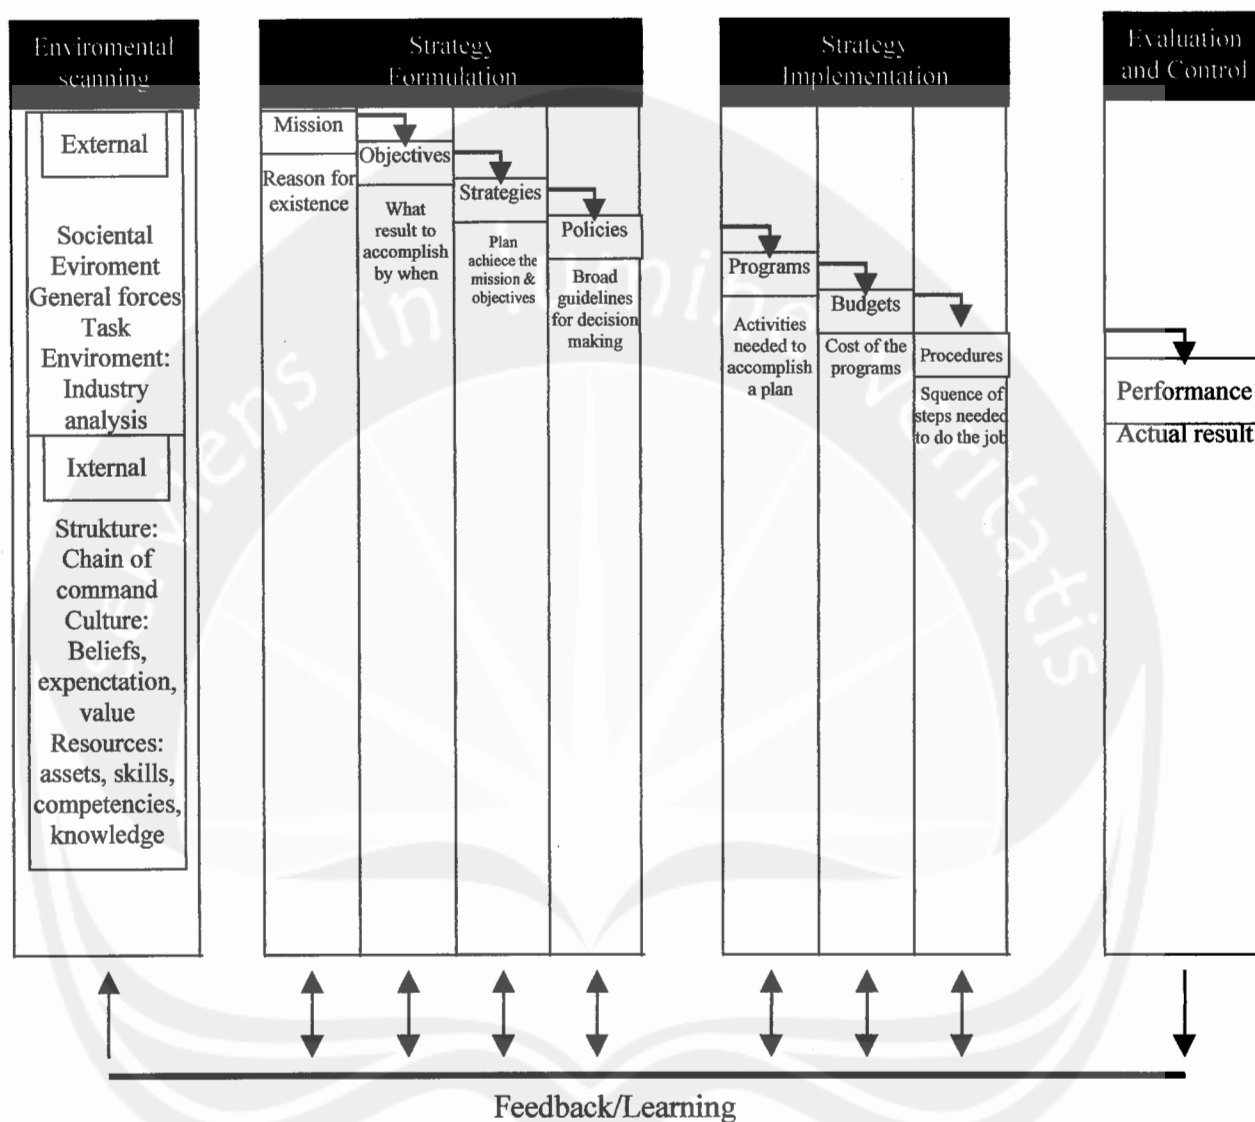 Enviromental
scanning
External
Sociental
Eviroment
General forces
Task
Enviroment:
Industry
analysis
Ixternal
Strukture:
Chain of
command
Culture:
Beliefs,
expenctation,
value
Resources:
assets, skills,
competencies,
knowledge
Strategy
Formulation
Mission
Reason for
existence
Objectives
What
result to
accomplish
by when
Strategies
Plan
achiece the
mission &
objectives
Policies
Broad
guidelines
for decision
making
Strategy
Implementation
Programs
Activities
needed to
accomplish
a plan
Budgets
Cost of the
programs
Procedures
Squence of
steps needed
to do the job
Evaluation
and Control
Performance
Actual result
Feedback/Learning
serviens in lumine veritatis